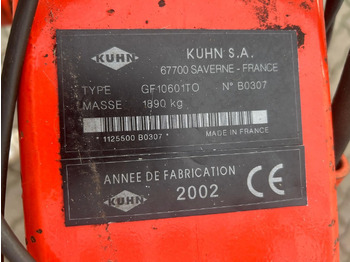 KUHN
KUHN S.A.
67700 SAVERNE - FRANCE
TYPE GF10601TO N° B0307
MASSE 1890 kg
* 1125500 B0307 * MADE IN FRANCE
ANNEE DE FABRICATION
KUHN 2002 CE